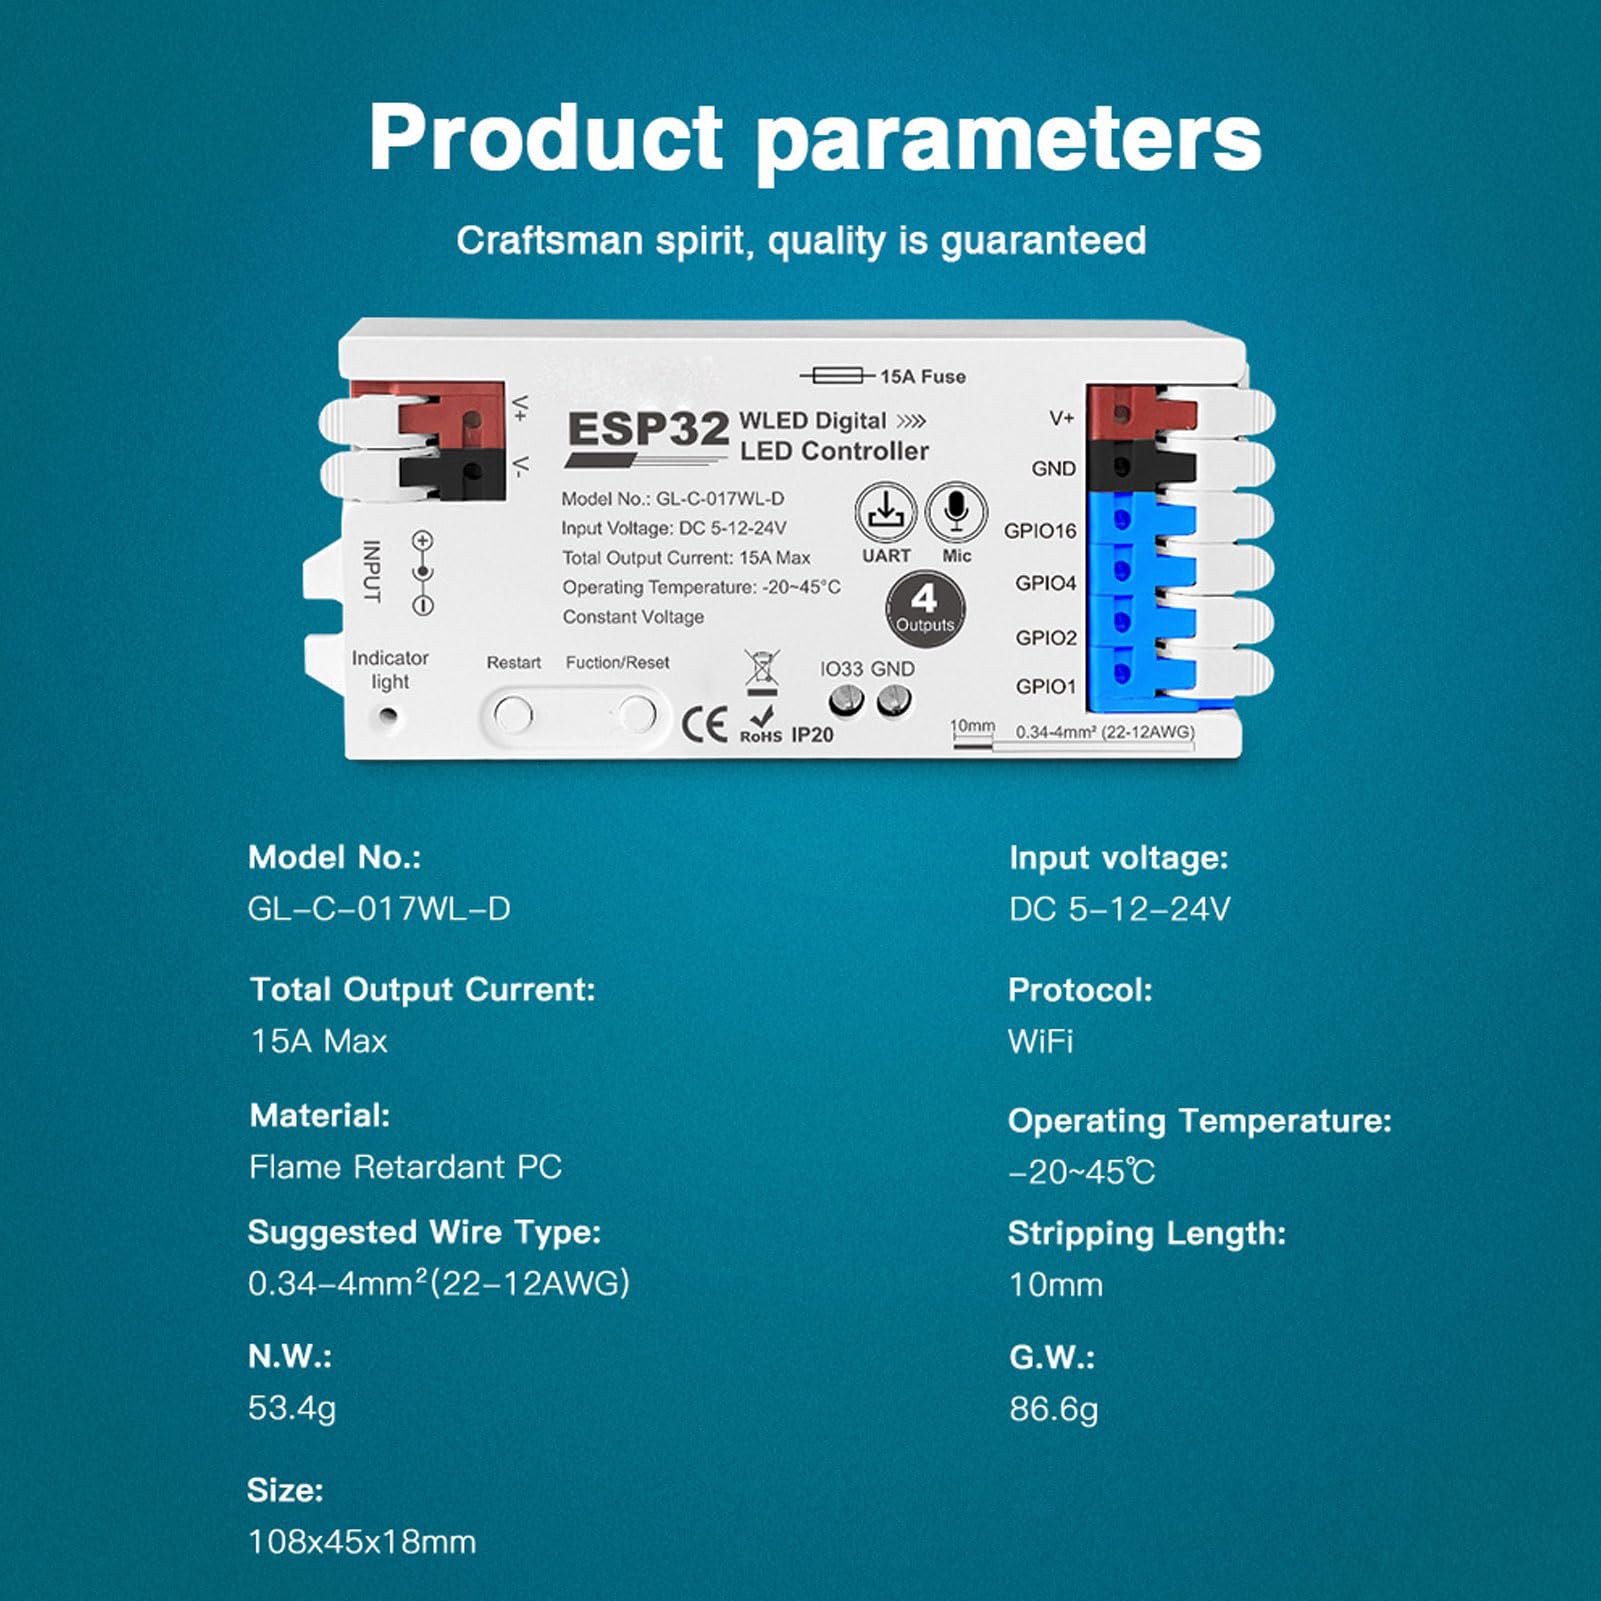 Product parameters
Craftsman spirit, quality is guaranteed
15A Fuse
ESP32 WLED Digital
LED Controller
V+
V-
Model No.: GL-C-017WL-D
Input Voltage: DC 5-12-24V
Total Output Current: 15A Max
Operating Temperature: -20~45°C
Constant Voltage
UART Mic
4
Outputs
V+
GND
GPIO16
GPIO4
GPIO2
GPIO1
INPUT
+
-
Indicator
light
Restart Fuction/Reset
IO33 GND
CE RoHS IP20
10mm 0.34-4mm² (22-12AWG)
Model No.:
GL-C-017WL-D
Input voltage:
DC 5-12-24V
Total Output Current:
15A Max
Protocol:
WiFi
Material:
Flame Retardant PC
Operating Temperature:
-20~45℃
Suggested Wire Type:
0.34-4mm²(22-12AWG)
Stripping Length:
10mm
N.W.:
53.4g
G.W.:
86.6g
Size:
108x45x18mm